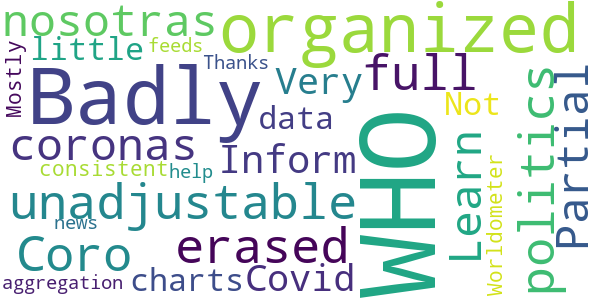 nosotras
organized
little
feeds
Mostly
Thanks
full
Badly
Very
Not
data
coronas
Inform
consistent
help
unadjustable
WHO
Learn
politics
Partial
Worldometer
news
Coro
erased
aggregation
charts
Covid